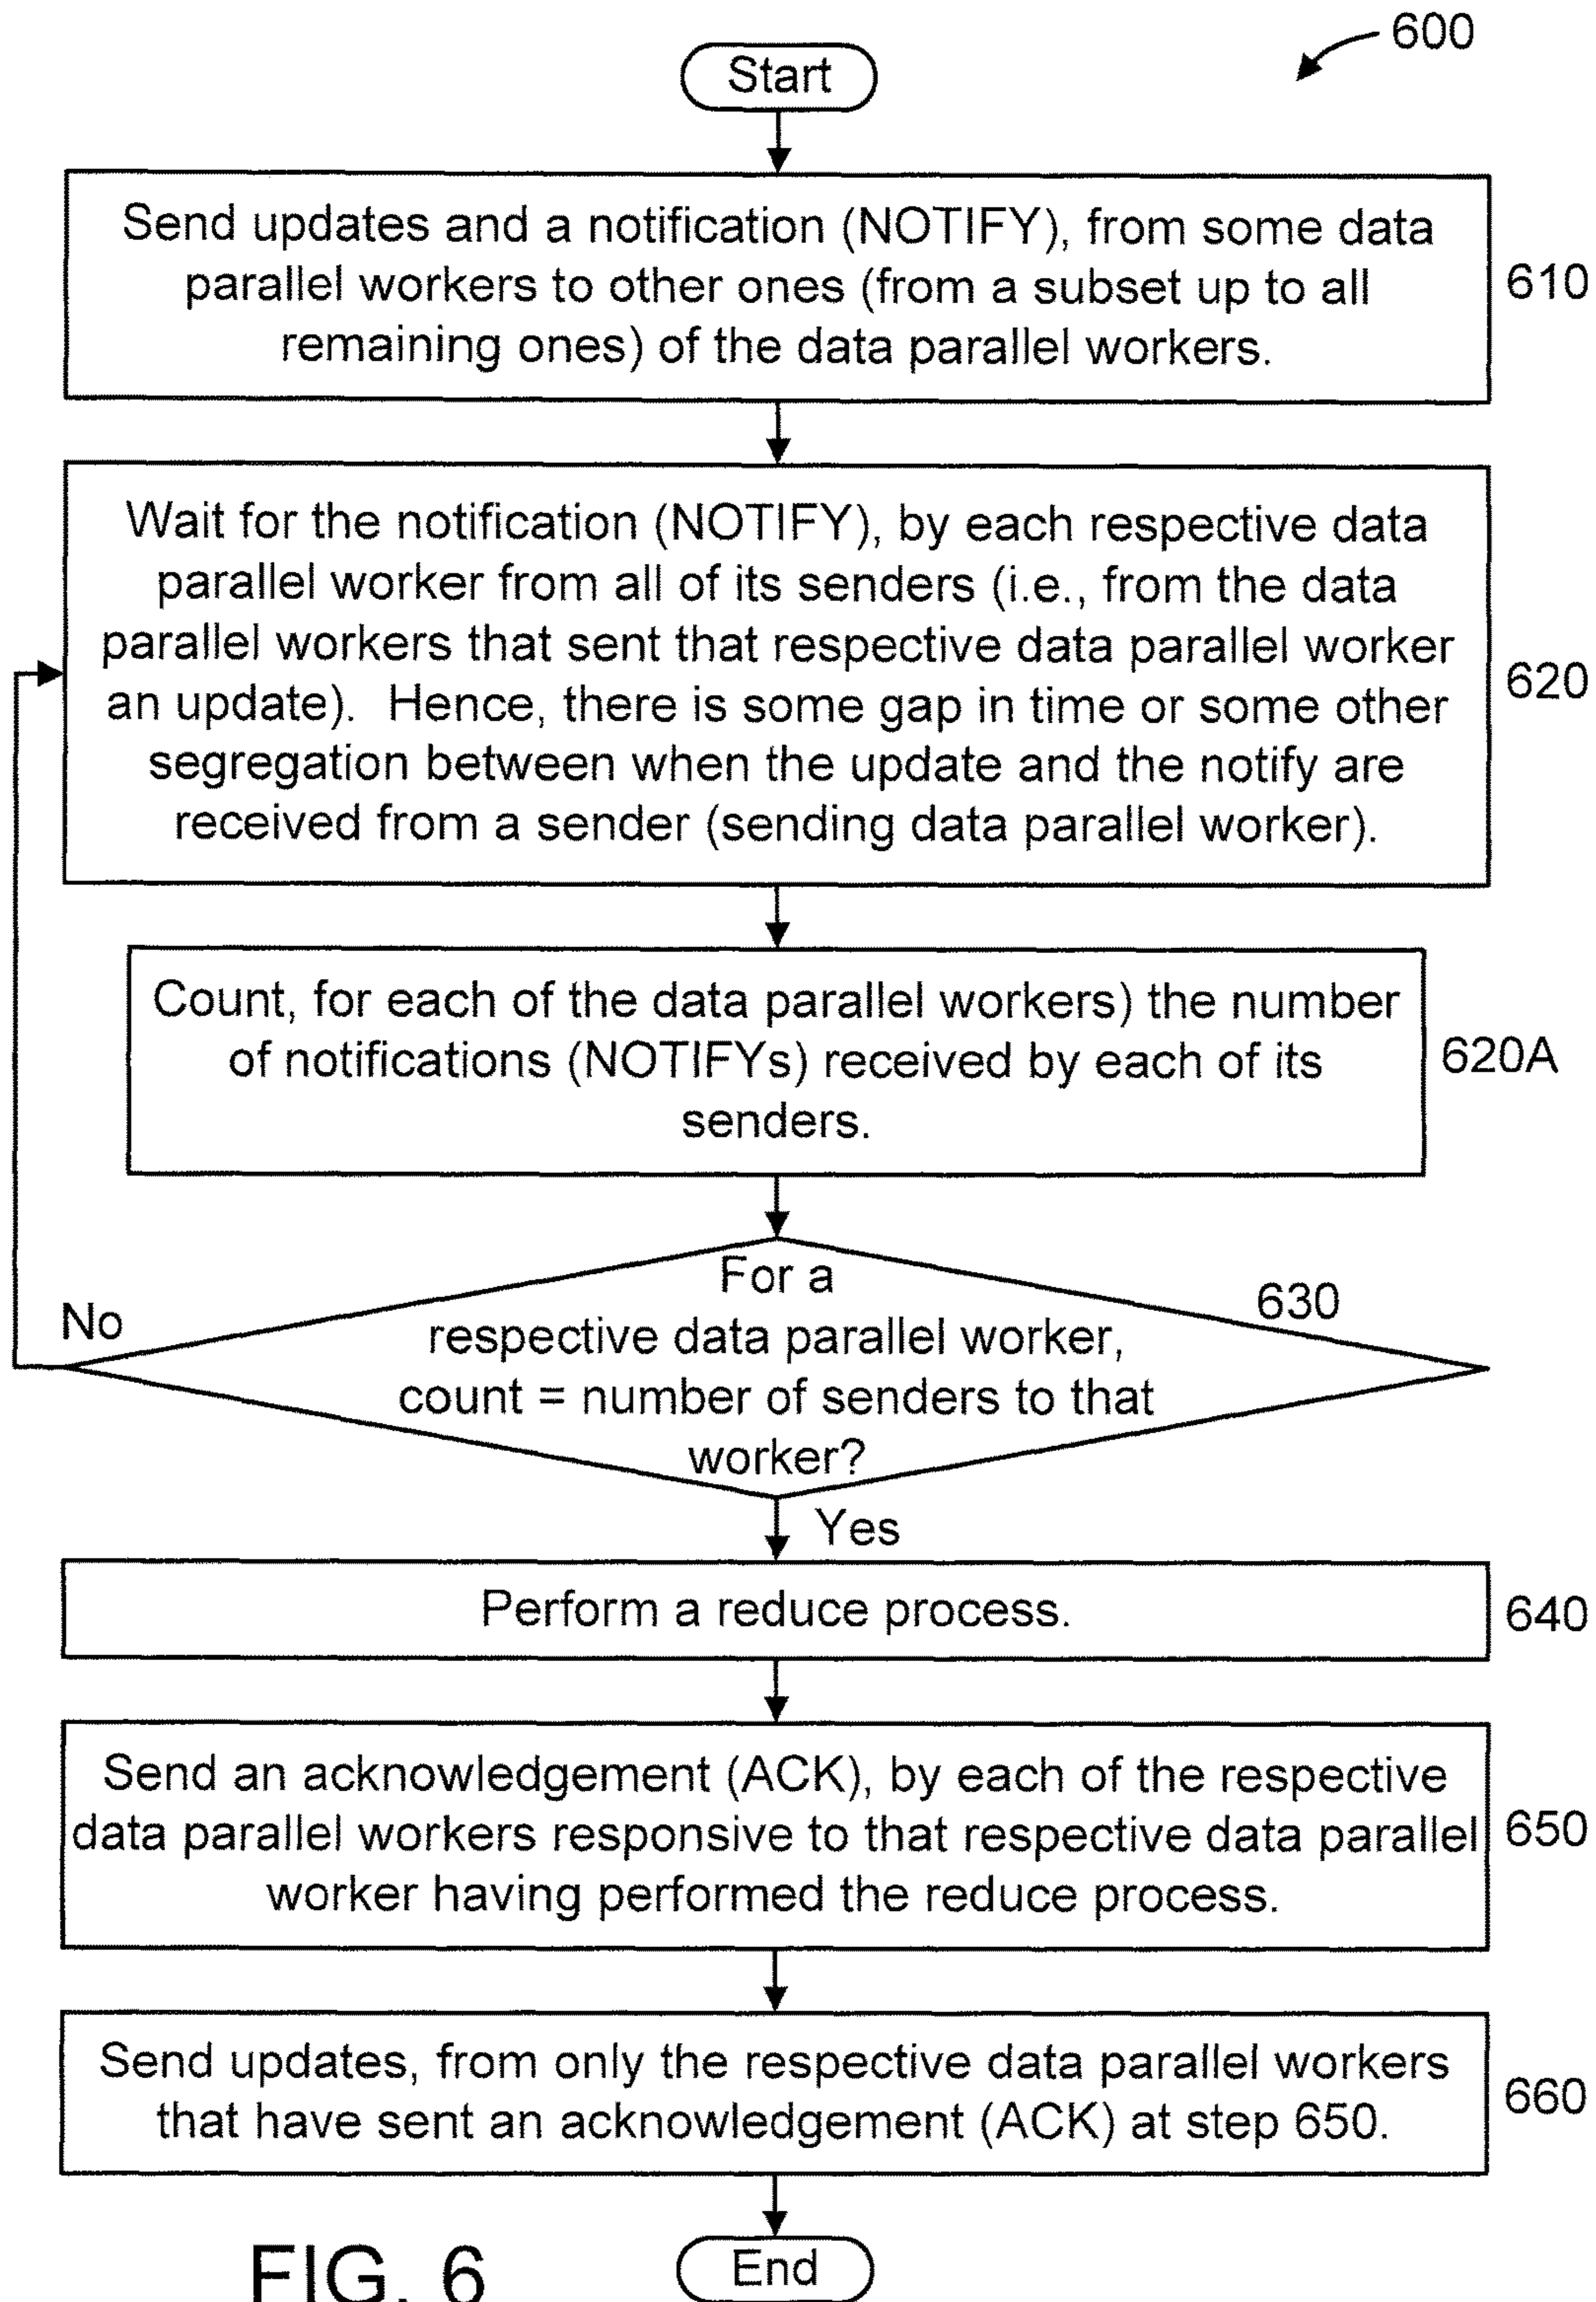 600
Start
Send updates and a notification (NOTIFY), from some data
parallel workers to other ones (from a subset up to all
remaining ones) of the data parallel workers.
610
Wait for the notification (NOTIFY), by each respective data
parallel worker from all of its senders (i.e., from the data
parallel workers that sent that respective data parallel worker
an update).  Hence, there is some gap in time or some other
segregation between when the update and the notify are
received from a sender (sending data parallel worker).
620
Count, for each of the data parallel workers) the number
of notifications (NOTIFYs) received by each of its
senders.
620A
For a
respective data parallel worker,
count = number of senders to that
worker?
630
No
Yes
Perform a reduce process.
640
Send an acknowledgement (ACK), by each of the respective
data parallel workers responsive to that respective data parallel
worker having performed the reduce process.
650
Send updates, from only the respective data parallel workers
that have sent an acknowledgement (ACK) at step 650.
660
End
FIG. 6